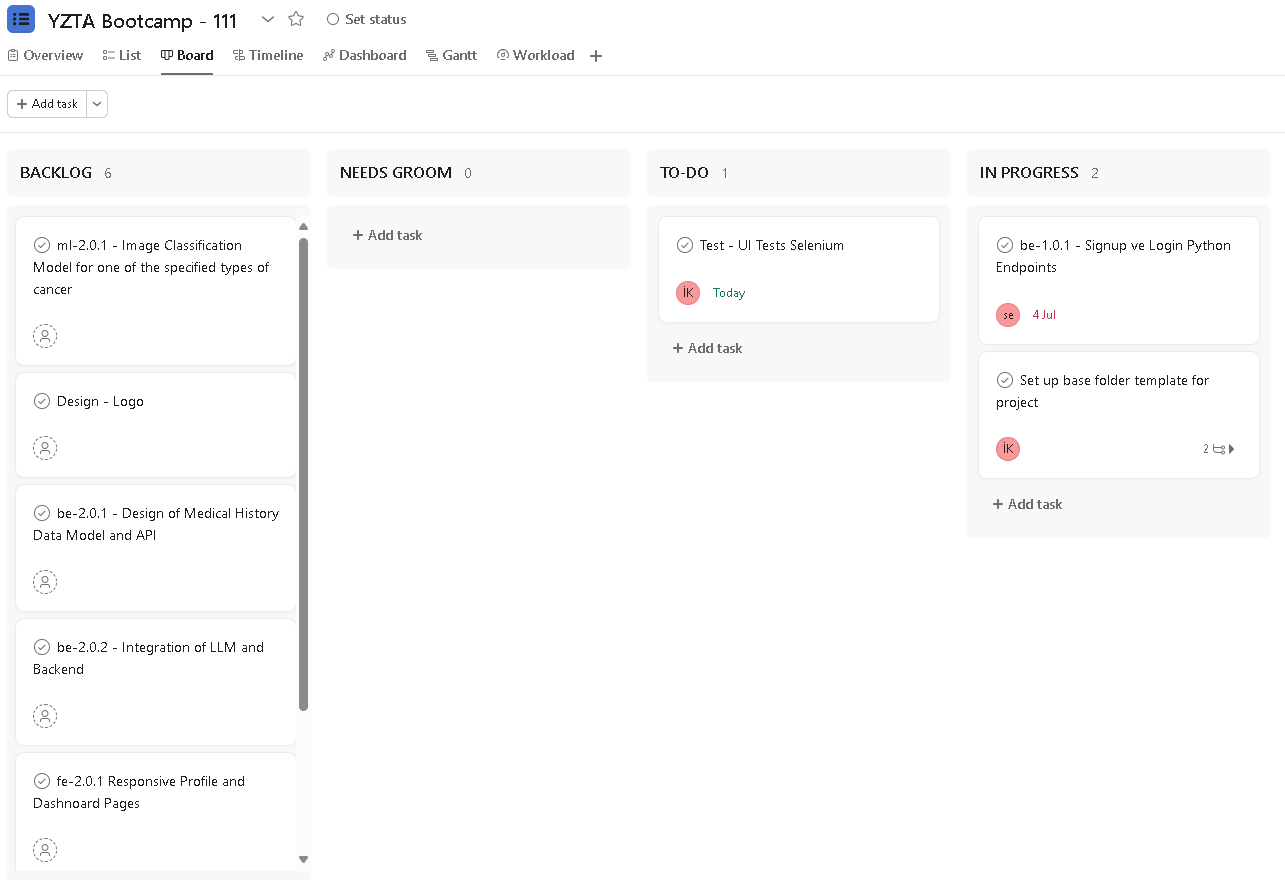 YZTA Bootcamp - 111
Set status
Overview
List
Board
Timeline
Dashboard
Gantt
Workload
Add task
BACKLOG 6
ml-2.0.1 - Image Classification
Model for one of the specified types of
cancer
Design - Logo
be-2.0.1 - Design of Medical History
Data Model and API
be-2.0.2 - Integration of LLM and
Backend
fe-2.0.1 Responsive Profile and
Dashnoard Pages
NEEDS GROOM 0
Add task
TO-DO 1
Test - UI Tests Selenium
İK Today
Add task
IN PROGRESS 2
be-1.0.1 - Signup ve Login Python
Endpoints
se 4 Jul
Set up base folder template for
project
İK 2
Add task